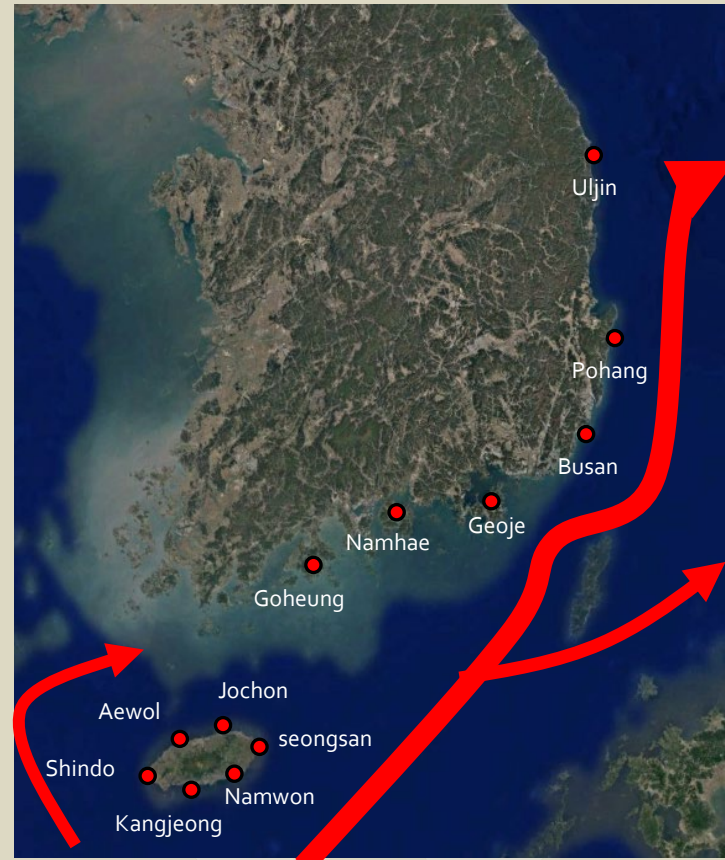 Uljin
Pohang
Busan
Geoje
Namhae
Goheung
Jochon
Aewol
seongsan
Shindo
Namwon
Kangjeong